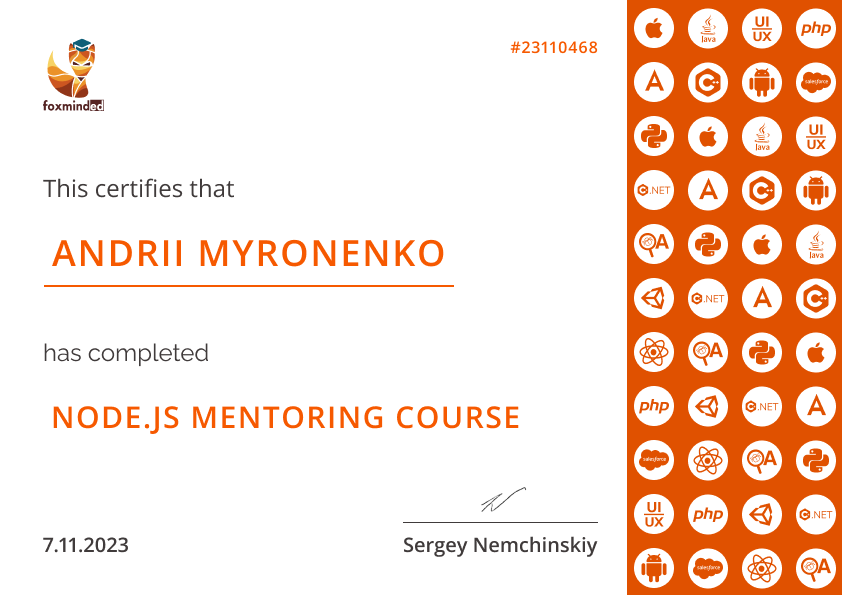 #23110468
foxminded
This certifies that
ANDRII MYRONENKO
has completed
NODE.JS MENTORING COURSE
7.11.2023
Sergey Nemchinskiy
Java UI UX php
A C++ salesforce
Java UI UX
C.NET A C++
QA Java
C.NET A C++
QA
php C.NET A
salesforce QA
UI UX php C.NET
salesforce QA